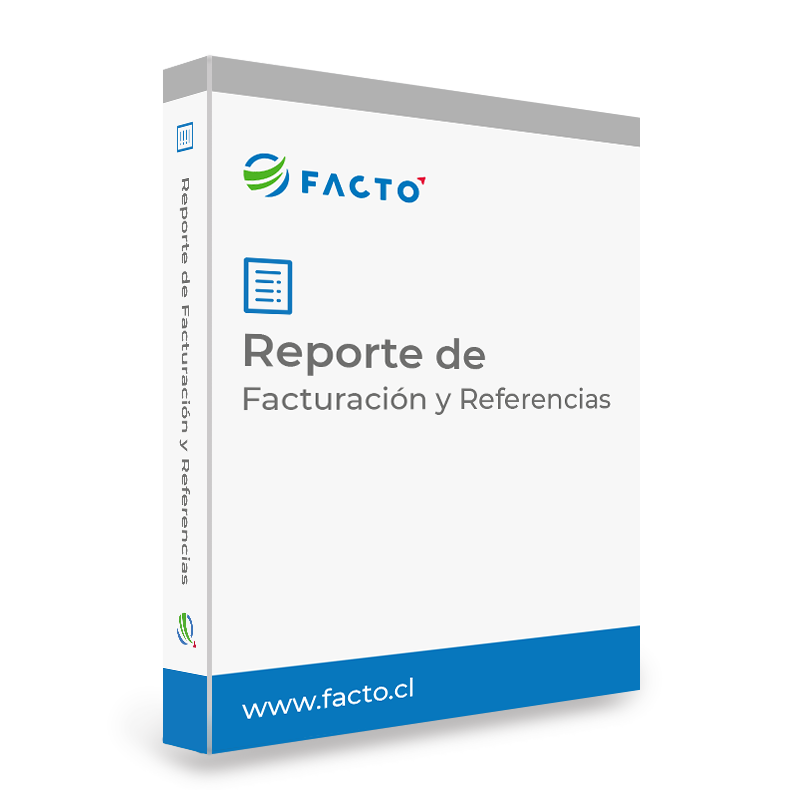 Reporte de Facturación y Referencias
FACTO
Reporte de
Facturación y Referencias
www.facto.cl